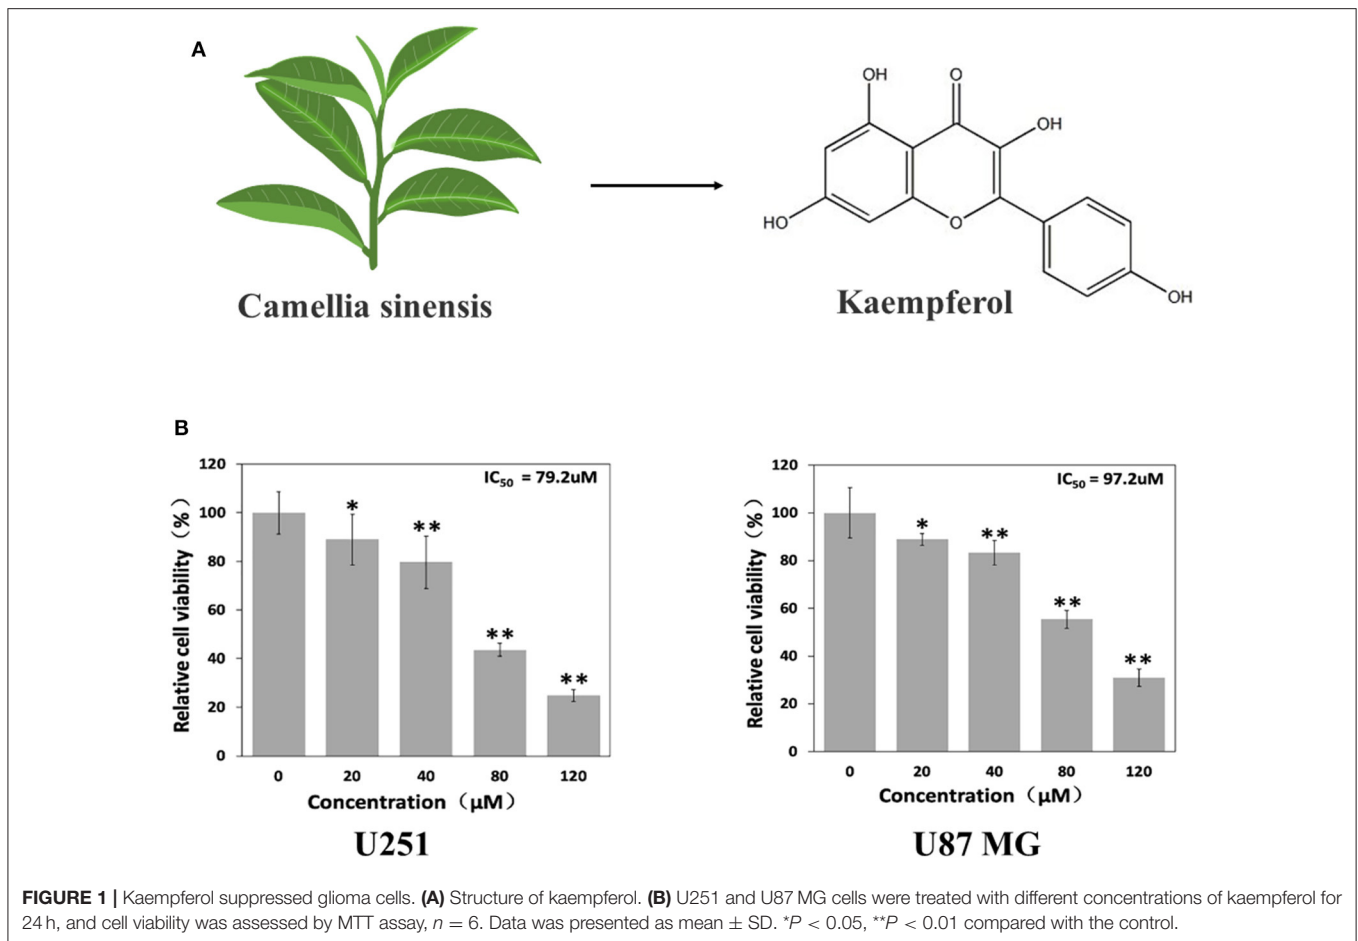 A
OH
O
OH
HO
O
OH
Camellia sinensis
Kaempferol
B
IC50 = 79.2uM
120
100
80
60
40
20
0
Relative cell viability（%）
*
**
**
**
0 20 40 80 120
Concentration（μM）
U251
IC50 = 97.2uM
120
100
80
60
40
20
0
Relative cell viability（%）
*
**
**
**
0 20 40 80 120
Concentration（μM）
U87 MG
FIGURE 1 | Kaempferol suppressed glioma cells. (A) Structure of kaempferol. (B) U251 and U87 MG cells were treated with different concentrations of kaempferol for
24 h, and cell viability was assessed by MTT assay, n = 6. Data was presented as mean ± SD. *P < 0.05, **P < 0.01 compared with the control.